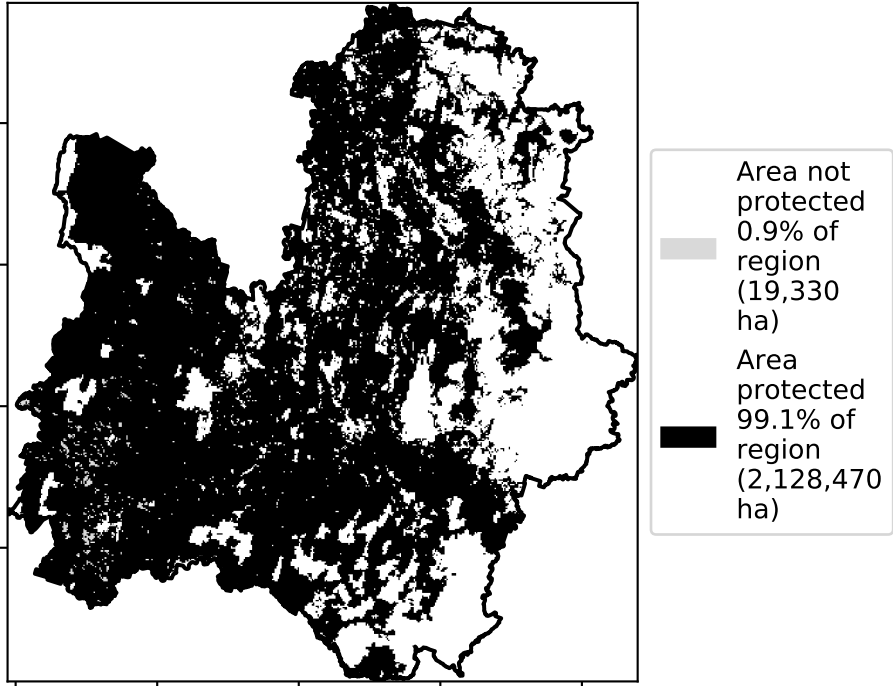 Area not
protected
0.9% of
region
(19,330
ha)
Area
protected
99.1% of
region
(2,128,470
ha)